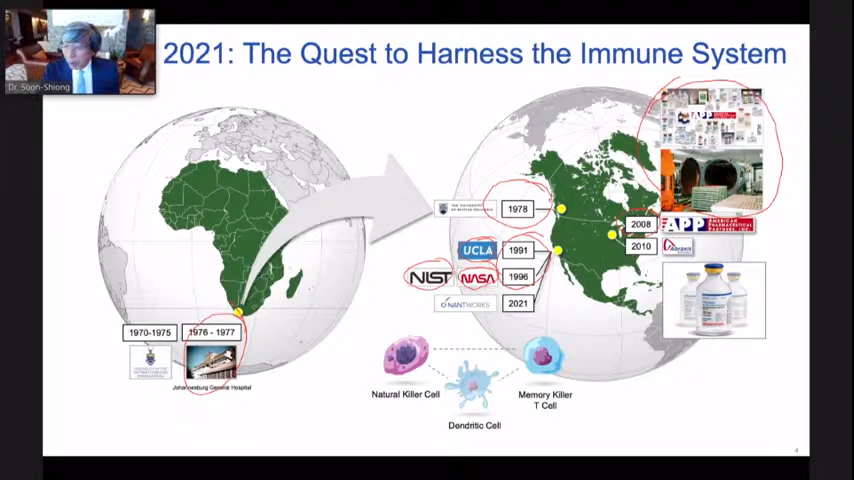 Dr. Soon-Shiong
2021: The Quest to Harness the Immune System
APP
1978
UCLA
1991
NIST
NASA
1996
NANTWORKS
2021
2008
APP
AMERICAN
PHARMACEUTICAL
PARTNERS, INC.
2010
1970-1975
1976 - 1977
Johannesburg General Hospital
Natural Killer Cell
Dendritic Cell
Memory Killer
T Cell
4